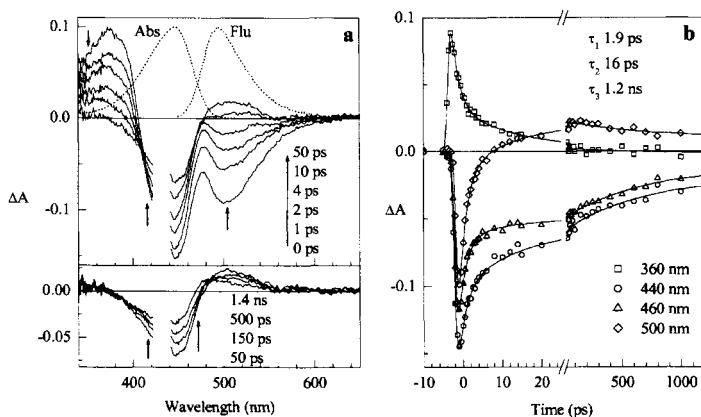 0.1
Abs
Flu
a
0.0
ΔA
-0.1
50 ps
10 ps
4 ps
2 ps
1 ps
0 ps
0.00
-0.05
1.4 ns
500 ps
150 ps
50 ps
400 500 600
Wavelength (nm)
0.1
b
τ1 1.9 ps
τ2 16 ps
τ3 1.2 ns
0.0
ΔA
-0.1
360 nm
440 nm
460 nm
500 nm
-10 0 10 20 500 1000
Time (ps)